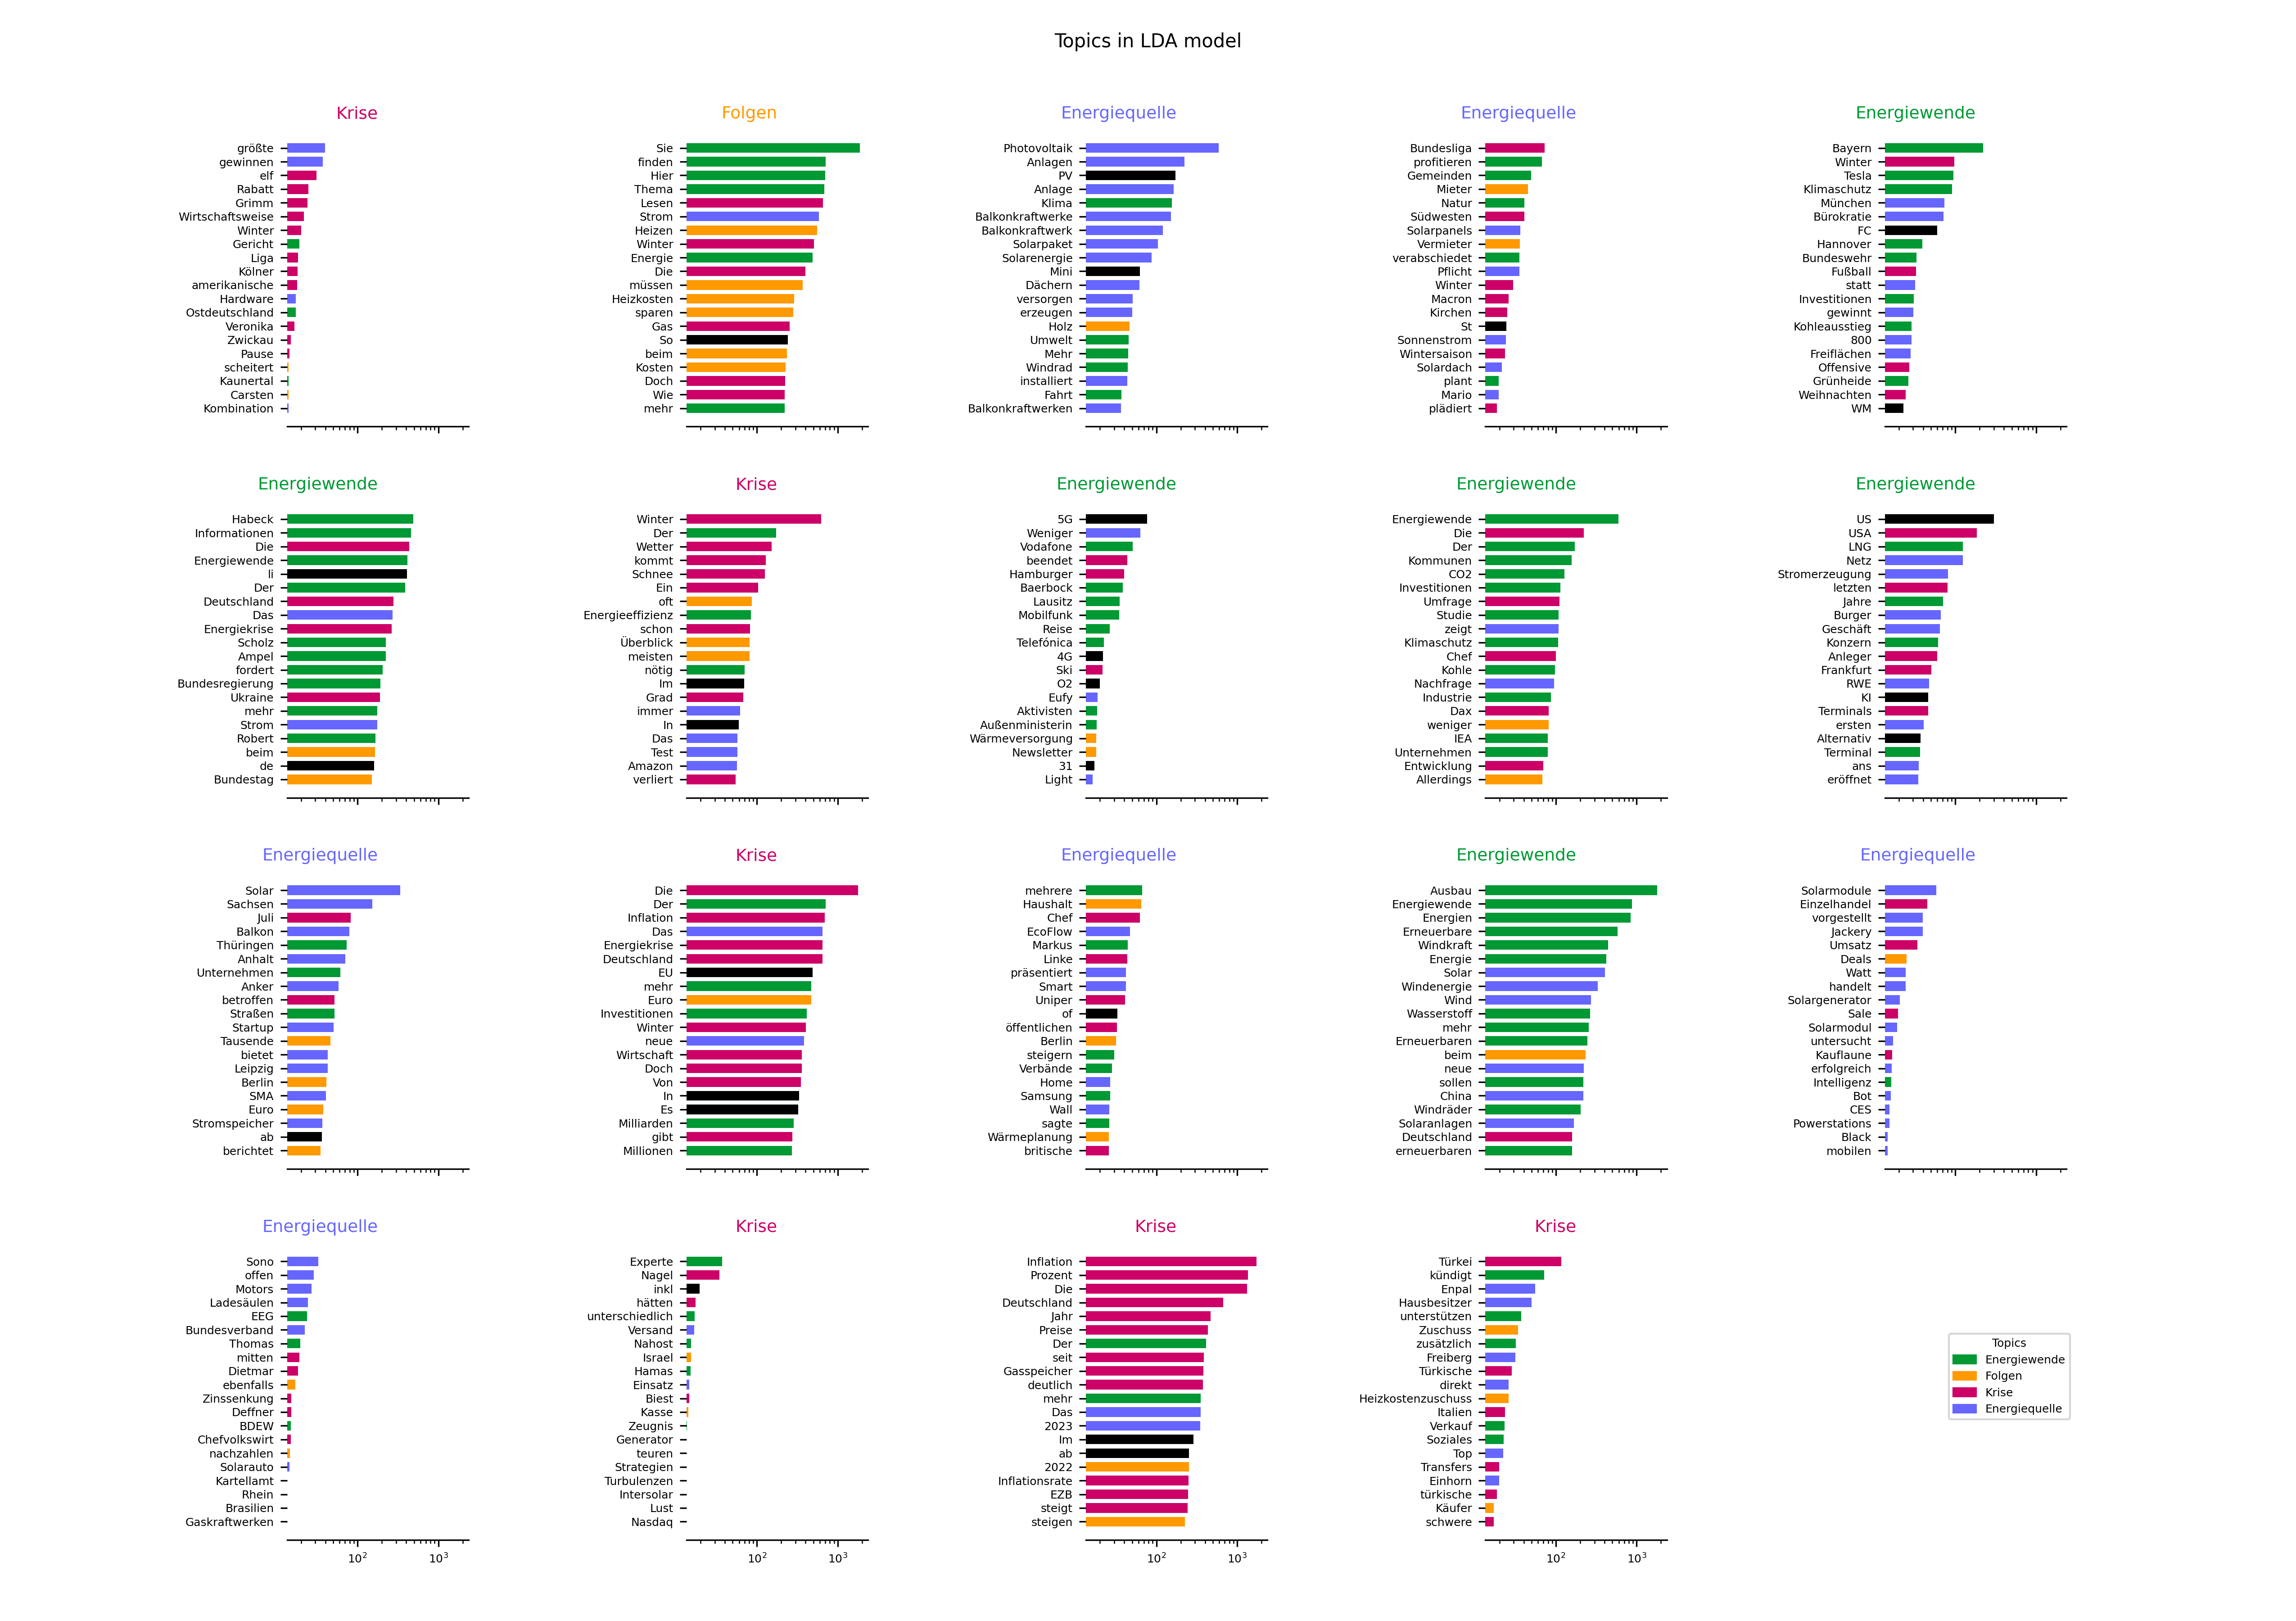 Topics in LDA model
Krise
größte
gewinnen
elf
Rabatt
Grimm
Wirtschaftsweise
Winter
Gericht
Liga
Kölner
amerikanische
Hardware
Ostdeutschland
Veronika
Zwickau
Pause
scheitert
Kaunertal
Carsten
Kombination
Folgen
Sie
finden
Hier
Thema
Lesen
Strom
Heizen
Winter
Energie
Die
müssen
Heizkosten
sparen
Gas
So
beim
Kosten
Doch
Wie
mehr
Energiequelle
Photovoltaik
Anlagen
PV
Anlage
Klima
Balkonkraftwerke
Balkonkraftwerk
Solarpaket
Solarenergie
Mini
Dächern
versorgen
erzeugen
Holz
Umwelt
Mehr
Windrad
installiert
Fahrt
Balkonkraftwerken
Energiequelle
Bundesliga
profitieren
Gemeinden
Mieter
Natur
Südwesten
Solarpanels
Vermieter
verabschiedet
Pflicht
Winter
Macron
Kirchen
St
Sonnenstrom
Wintersaison
Solardach
plant
Mario
plädiert
Energiewende
Bayern
Winter
Tesla
Klimaschutz
München
Bürokratie
FC
Hannover
Bundeswehr
Fußball
statt
Investitionen
gewinnt
Kohleausstieg
800
Freiflächen
Offensive
Grünheide
Weihnachten
WM
Energiewende
Habeck
Informationen
Die
Energiewende
li
Der
Deutschland
Das
Energiekrise
Scholz
Ampel
fordert
Bundesregierung
Ukraine
mehr
Strom
Robert
beim
de
Bundestag
Krise
Winter
Der
Wetter
kommt
Schnee
Ein
oft
Energieeffizienz
schon
Überblick
meisten
nötig
Im
Grad
immer
In
Das
Test
Amazon
verliert
Energiewende
5G
Weniger
Vodafone
beendet
Hamburger
Baerbock
Lausitz
Mobilfunk
Reise
Telefónica
4G
Ski
O2
Eufy
Aktivisten
Außenministerin
Wärmeversorgung
Newsletter
31
Light
Energiewende
Energiewende
Die
Der
Kommunen
CO2
Investitionen
Umfrage
Studie
zeigt
Klimaschutz
Chef
Kohle
Nachfrage
Industrie
Dax
weniger
IEA
Unternehmen
Entwicklung
Allerdings
Energiewende
US
USA
LNG
Netz
Stromerzeugung
letzten
Jahre
Burger
Geschäft
Konzern
Anleger
Frankfurt
RWE
KI
Terminals
ersten
Alternativ
Terminal
ans
eröffnet
Energiequelle
Solar
Sachsen
Juli
Balkon
Thüringen
Anhalt
Unternehmen
Anker
betroffen
Straßen
Startup
Tausende
bietet
Leipzig
Berlin
SMA
Euro
Stromspeicher
ab
berichtet
Krise
Die
Der
Inflation
Das
Energiekrise
Deutschland
EU
mehr
Euro
Investitionen
Winter
neue
Wirtschaft
Doch
Von
In
Es
Milliarden
gibt
Millionen
Energiequelle
mehrere
Haushalt
Chef
EcoFlow
Markus
Linke
präsentiert
Smart
Uniper
of
öffentlichen
Berlin
steigern
Verbände
Home
Samsung
Wall
sagte
Wärmeplanung
britische
Energiewende
Ausbau
Energiewende
Energien
Erneuerbare
Windkraft
Energie
Solar
Windenergie
Wind
Wasserstoff
mehr
Erneuerbaren
beim
neue
sollen
China
Windräder
Solaranlagen
Deutschland
erneuerbaren
Energiequelle
Solarmodule
Einzelhandel
vorgestellt
Jackery
Umsatz
Deals
Watt
handelt
Solargenerator
Sale
Solarmodul
untersucht
Kauflaune
erfolgreich
Intelligenz
Bot
CES
Powerstations
Black
mobilen
Energiequelle
Sono
offen
Motors
Ladesäulen
EEG
Bundesverband
Thomas
mitten
Dietmar
ebenfalls
Zinssenkung
Deffner
BDEW
Chefvolkswirt
nachzahlen
Solarauto
Kartellamt
Rhein
Brasilien
Gaskraftwerken
10² 10³
Krise
Experte
Nagel
inkl
hätten
unterschiedlich
Versand
Nahost
Israel
Hamas
Einsatz
Biest
Kasse
Zeugnis
Generator
teuren
Strategien
Turbulenzen
Intersolar
Lust
Nasdaq
10² 10³
Krise
Inflation
Prozent
Die
Deutschland
Jahr
Preise
Der
seit
Gasspeicher
deutlich
mehr
Das
2023
Im
ab
2022
Inflationsrate
EZB
steigt
steigen
10² 10³
Krise
Türkei
kündigt
Enpal
Hausbesitzer
unterstützen
Zuschuss
zusätzlich
Freiberg
Türkische
direkt
Heizkostenzuschuss
Italien
Verkauf
Soziales
Top
Transfers
Einhorn
türkische
Käufer
schwere
10² 10³
Topics
Energiewende
Folgen
Krise
Energiequelle